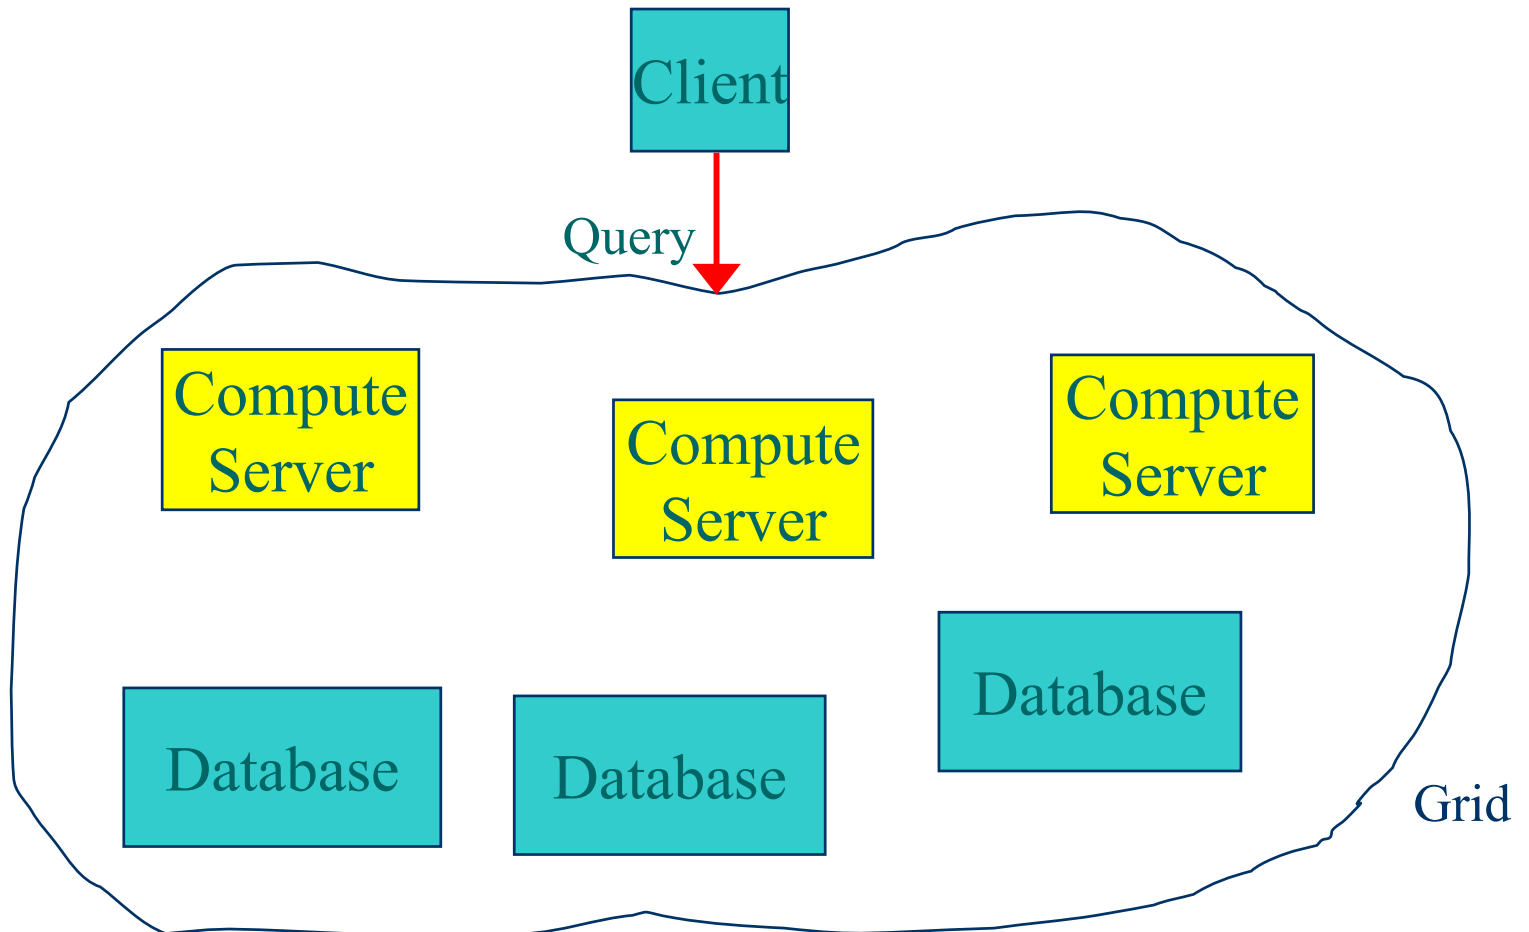 Client
Query
Compute
Server
Compute
Server
Compute
Server
Database
Database
Database
Grid